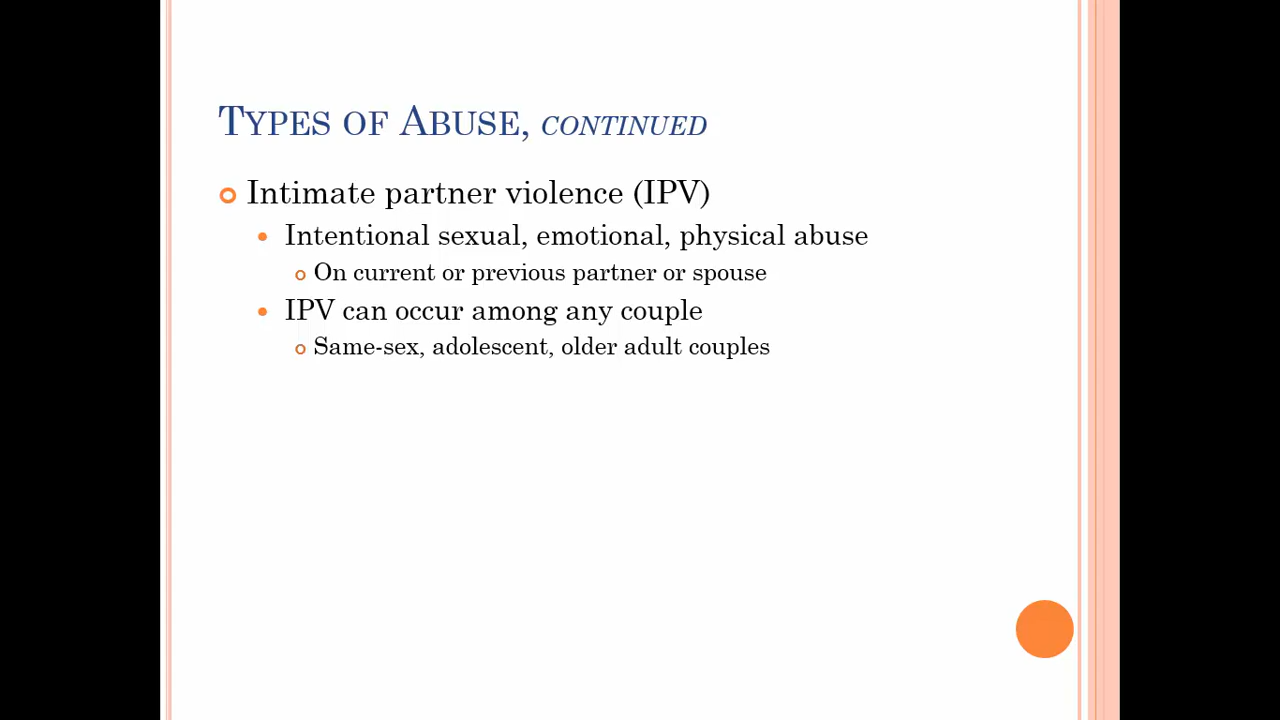 Types of Abuse, continued
Intimate partner violence (IPV)
Intentional sexual, emotional, physical abuse
On current or previous partner or spouse
IPV can occur among any couple
Same-sex, adolescent, older adult couples